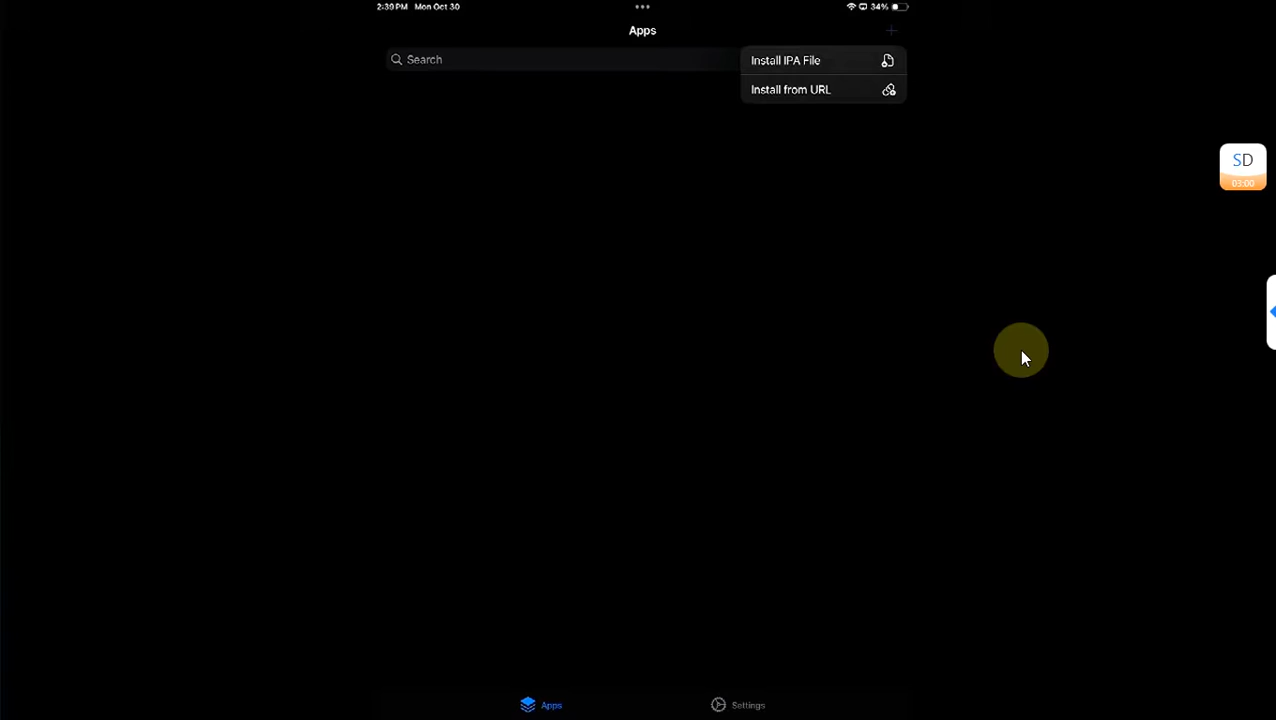 2:39 PM Mon Oct 30
34%
Apps
Search
Install IPA File
Install from URL
SD
03:00
Apps
Settings